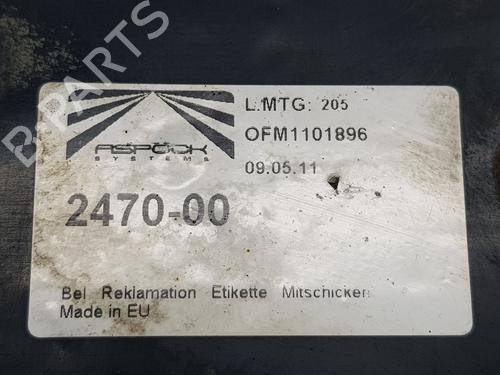 B-PARTS
L.MTG: 205
OFM1101896
09.05.11
ASPÖCK
SYSTEMS
2470-00
Bei Reklamation Etikette Mitschicken
Made in EU